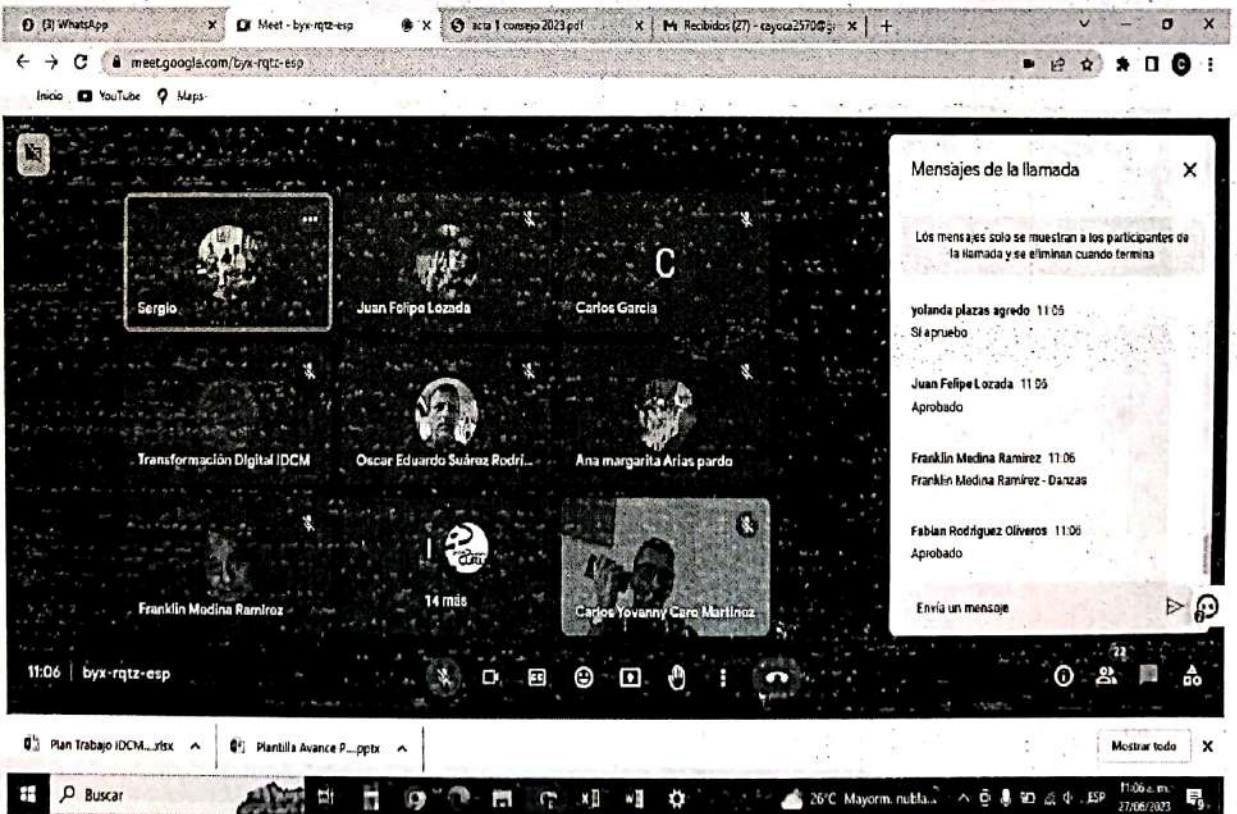 (3) WhatsApp
Meet - byx-rqtz-esp
acta 1 consejo 2023.pdf
Recibidos (27) - cayoca2570@g
meet.google.com/byx-rqtz-esp
Inicio
YouTube
Maps
Mensajes de la llamada
Los mensajes solo se muestran a los participantes de
la llamada y se eliminan cuando termina
Sergio
Juan Felipe Lozada
C
Carlos Garcia
yolanda plazas agredo 11:06
Sí apruebo
Juan Felipe Lozada 11:06
Aprobado
Transformación Digital IDCM
Oscar Eduardo Suárez Rodri...
Ana margarita Arias pardo
Franklin Medina Ramirez 11:06
Franklin Medina Ramirez - Danzas
Fabian Rodriguez Oliveros 11:06
Aprobado
Franklin Medina Ramirez
14 más
Carlos Yovanny Caro Martinez
Envía un mensaje
11:06 | byx-rqtz-esp
22
Plan Trabajo IDCM....xlsx
Plantilla Avance P....pptx
Mostrar todo
Buscar
26°C Mayorm. nubla...
ESP
11:06 a. m.
27/06/2023